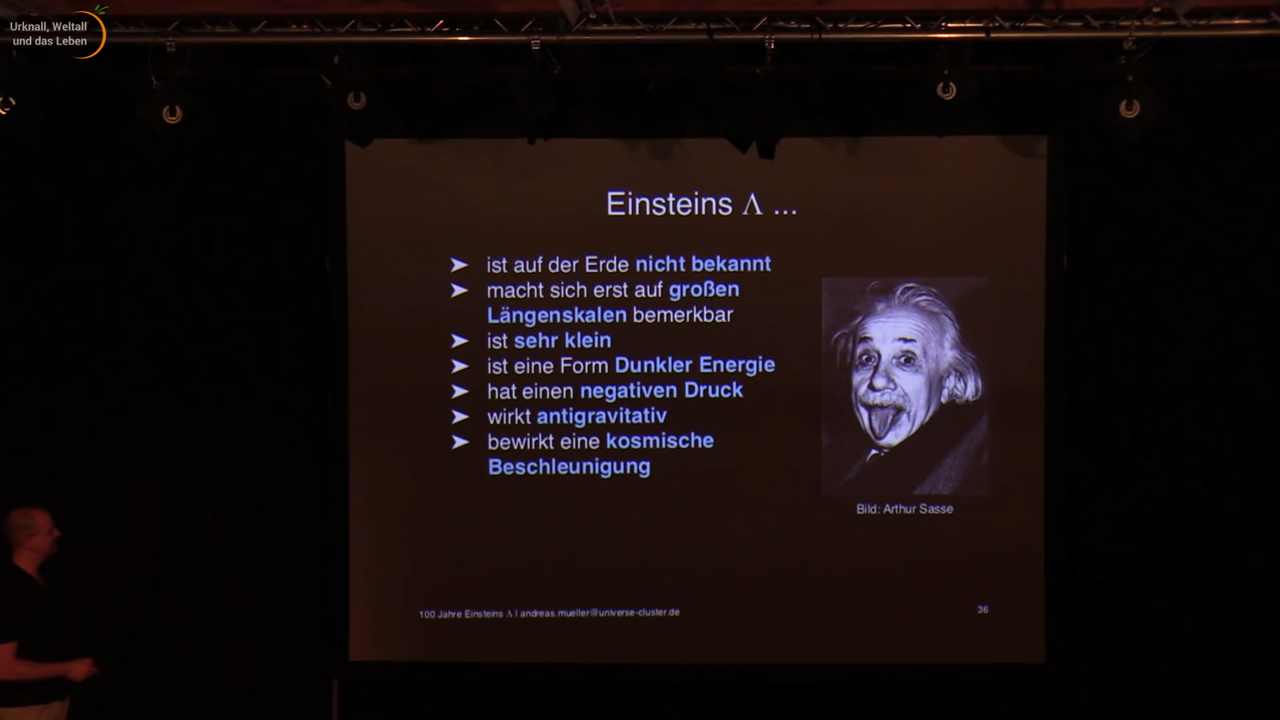 Urknall, Weltall
und das Leben
Einsteins Λ ...
➤ ist auf der Erde nicht bekannt
➤ macht sich erst auf großen
Längenskalen bemerkbar
➤ ist sehr klein
➤ ist eine Form Dunkler Energie
➤ hat einen negativen Druck
➤ wirkt antigravitativ
➤ bewirkt eine kosmische
Beschleunigung
Bild: Arthur Sasse
100 Jahre Einsteins Λ | andreas.mueller@universe-cluster.de
36